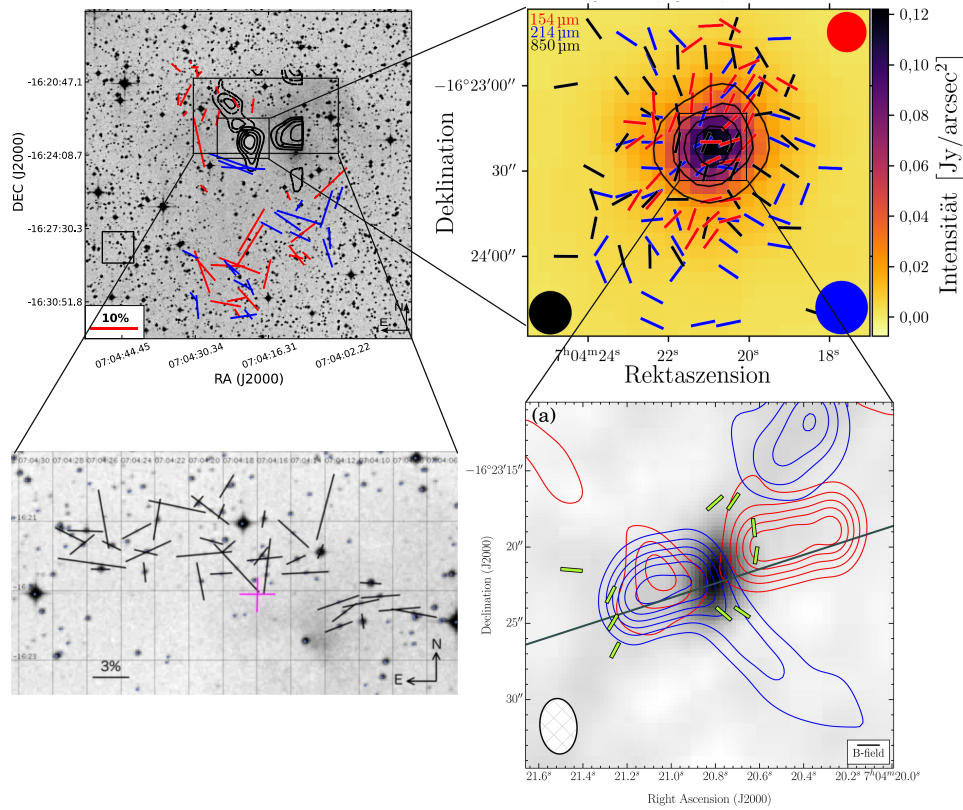 -16:20:47.1
-16:24:08.7
-16:27:30.3
-16:30:51.8
DEC (J2000)
10%
N
E
07:04:44.45
07:04:30.34
07:04:16.31
07:04:02.22
RA (J2000)
154 µm
214 µm
850 µm
−16°23′00″
30″
24′00″
Deklination
7ʰ04ᵐ24ˢ
22ˢ
20ˢ
18ˢ
Rektaszension
0,12
0,10
0,08
0,06
0,04
0,02
0,00
Intensität [Jy/arcsec²]
07:04:30
07:04:28
07:04:26
07:04:24
07:04:22
07:04:20
07:04:18
07:04:16
07:04:14
07:04:12
07:04:10
07:04:08
07:04:06
-16:21
-16:23
3%
N
E
(a)
−16°23′15″
20″
25″
30″
Declination (J2000)
B-field
21.6ˢ
21.4ˢ
21.2ˢ
21.0ˢ
20.8ˢ
20.6ˢ
20.4ˢ
20.2ˢ
7ʰ04ᵐ20.0ˢ
Right Ascension (J2000)